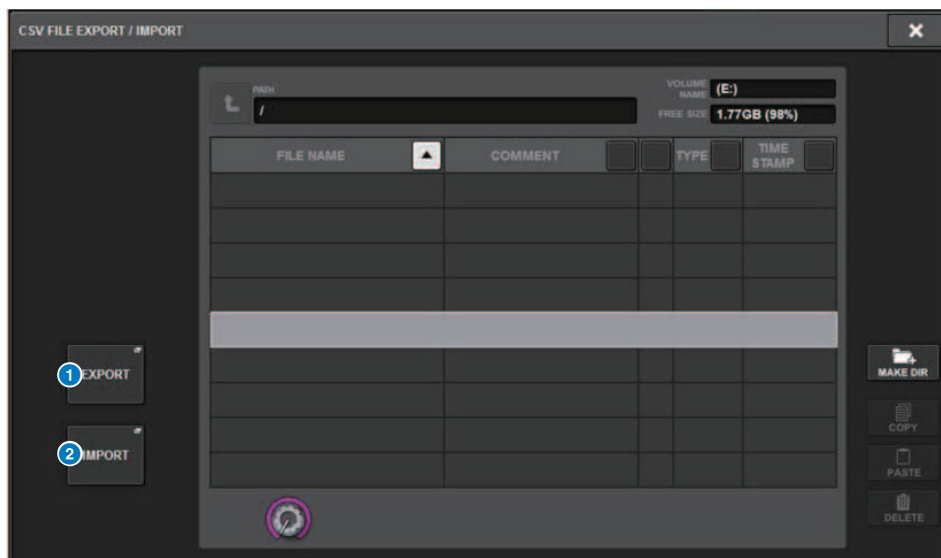 CSV FILE EXPORT / IMPORT
PATH
/
VOLUME NAME
(E:)
FREE SIZE
1.77GB (98%)
FILE NAME
COMMENT
TYPE
TIME STAMP
1 EXPORT
2 IMPORT
MAKE DIR
COPY
PASTE
DELETE